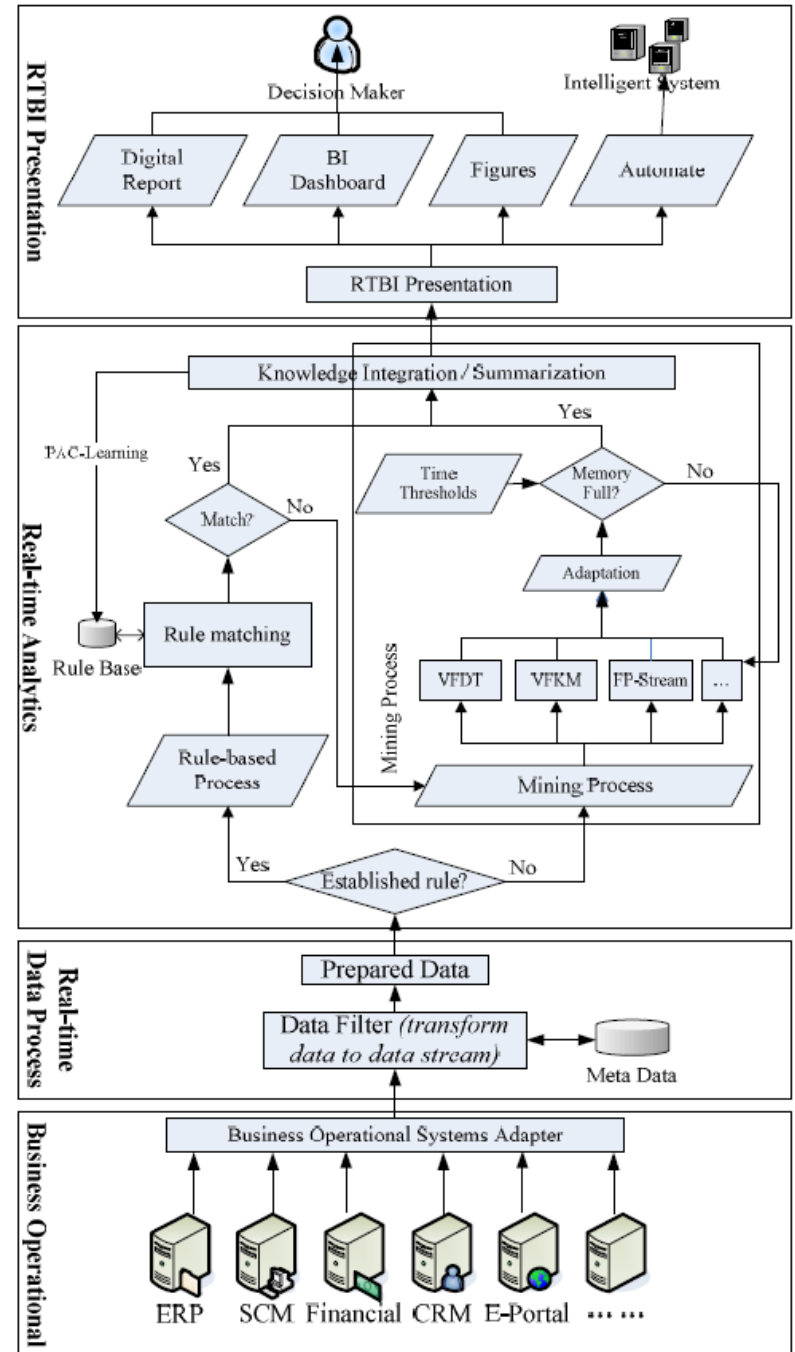 RTBI Presentation
Decision Maker
Intelligent System
Digital
Report
BI
Dashboard
Figures
Automate
RTBI Presentation
Real-time Analytics
Knowledge Integration / Summarization
PAC-Learning
Yes
Match?
No
Time
Thresholds
Yes
Memory
Full?
No
Adaptation
Rule matching
Rule Base
Mining Process
VFDT
VFKM
FP-Stream
...
Rule-based
Process
Mining Process
Yes
Established rule?
No
Real-time
Data Process
Prepared Data
Data Filter (transform
data to data stream)
Meta Data
Business Operational
Business Operational Systems Adapter
ERP
SCM
Financial
CRM
E-Portal
... ...